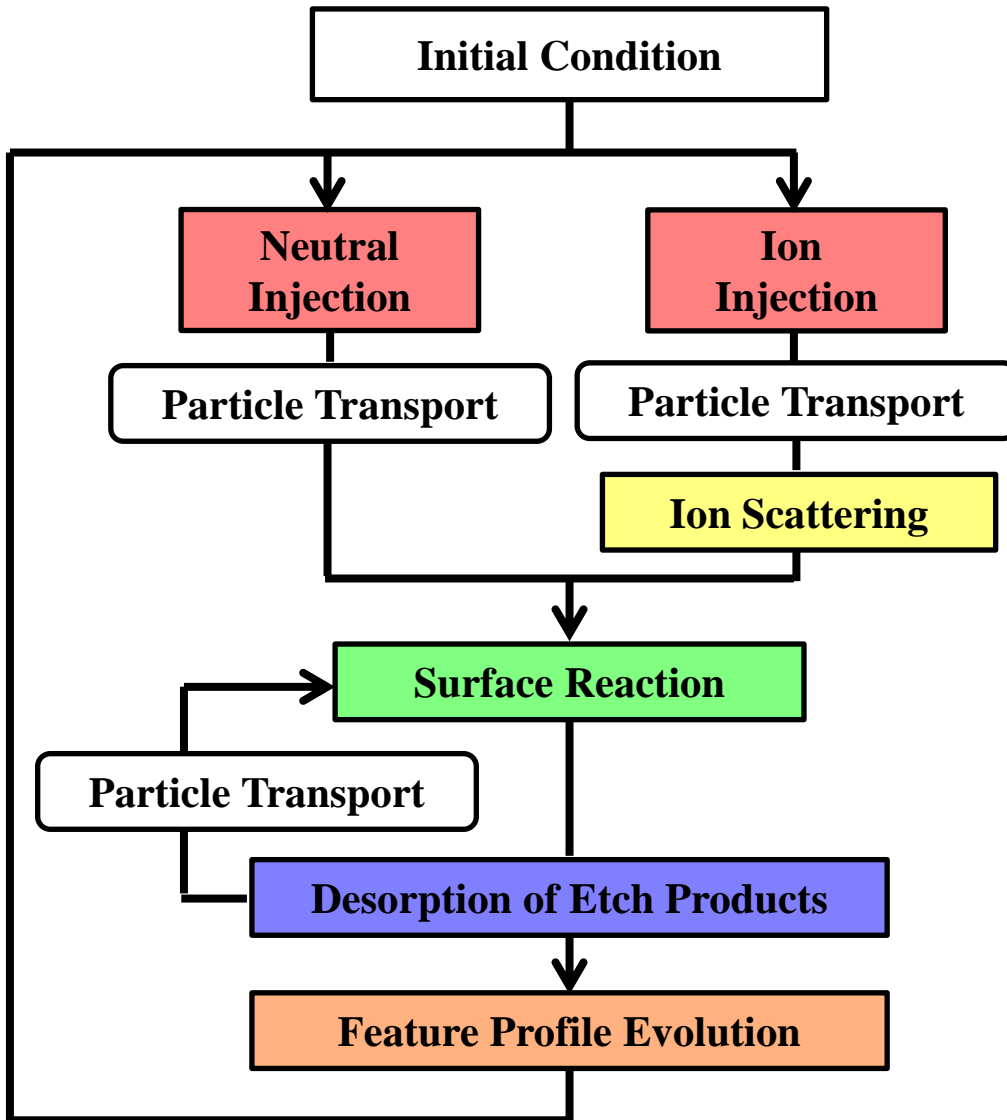 Initial Condition
Neutral
Injection
Ion
Injection
Particle Transport
Particle Transport
Ion Scattering
Surface Reaction
Particle Transport
Desorption of Etch Products
Feature Profile Evolution